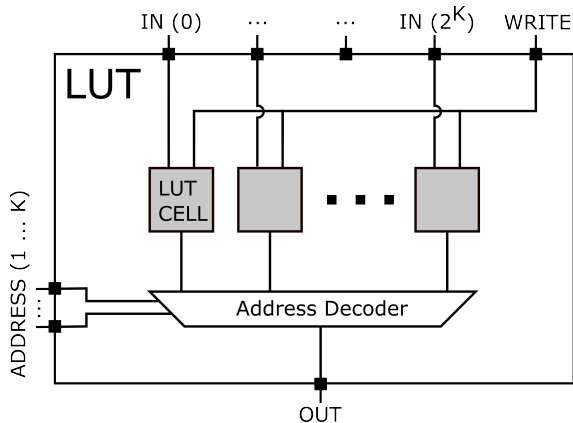 IN (0) ... ... IN (2^K) WRITE
LUT
LUT
CELL
ADDRESS (1 ... K)
...
Address Decoder
OUT